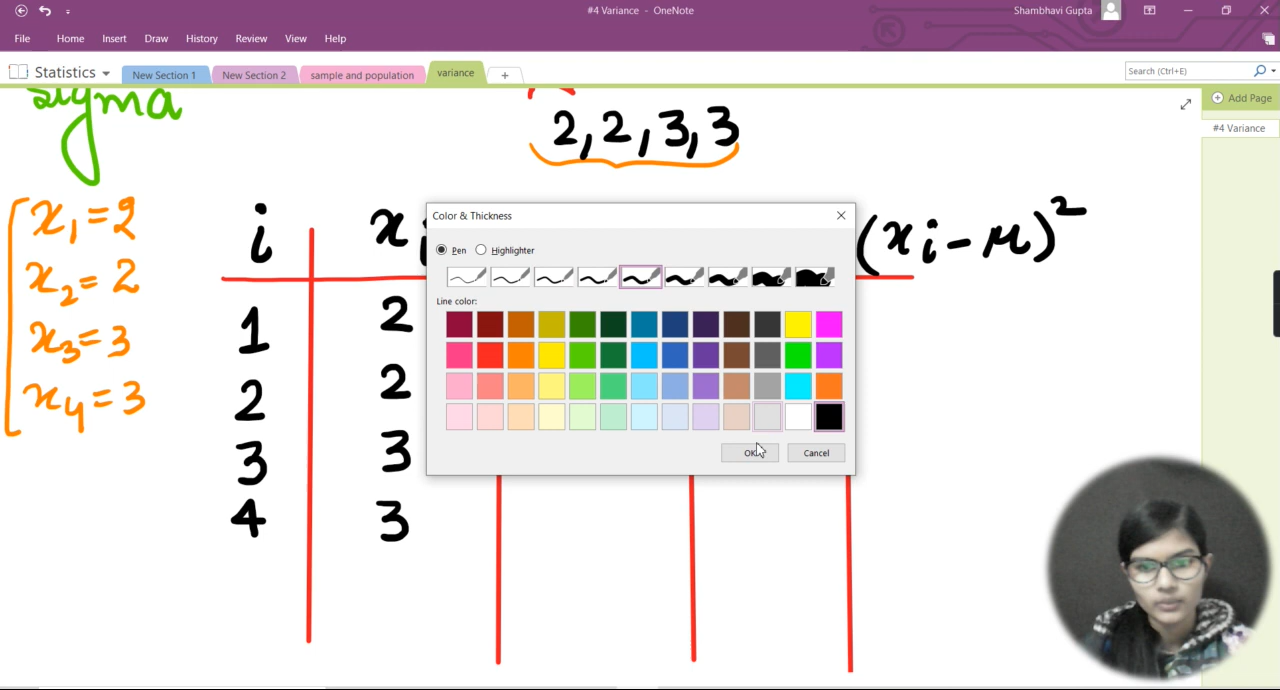 #4 Variance - OneNote
Shambhavi Gupta
File Home Insert Draw History Review View Help
Statistics
New Section 1
New Section 2
sample and population
variance
+
Search (Ctrl+E)
Add Page
#4 Variance
sigma
2, 2, 3, 3
x₁ = 2
x₂ = 2
x₃ = 3
x₄ = 3
i xᵢ (xᵢ - μ)²
1 2
2 2
3 3
4 3
Color & Thickness
Pen Highlighter
Line color:
OK Cancel